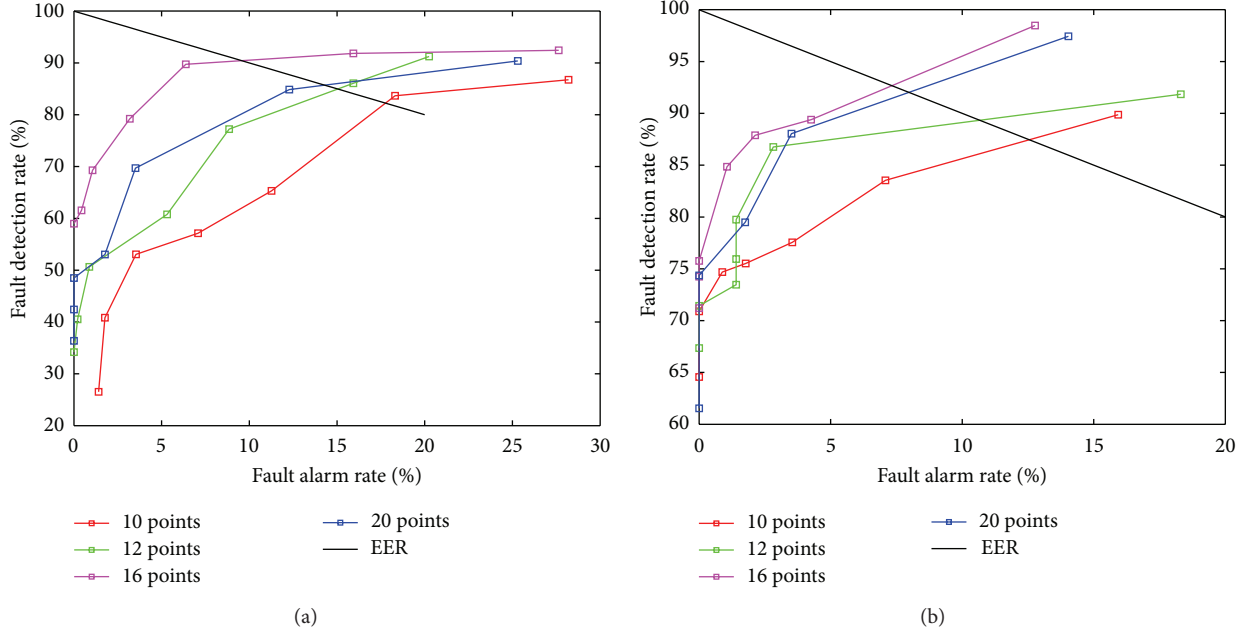 100
90
80
70
60
50
40
30
20
0
5
10
15
20
25
30
Fault detection rate (%)
Fault alarm rate (%)
10 points
12 points
16 points
20 points
EER
(a)
100
95
90
85
80
75
70
65
60
0
5
10
15
20
Fault detection rate (%)
Fault alarm rate (%)
10 points
12 points
16 points
20 points
EER
(b)